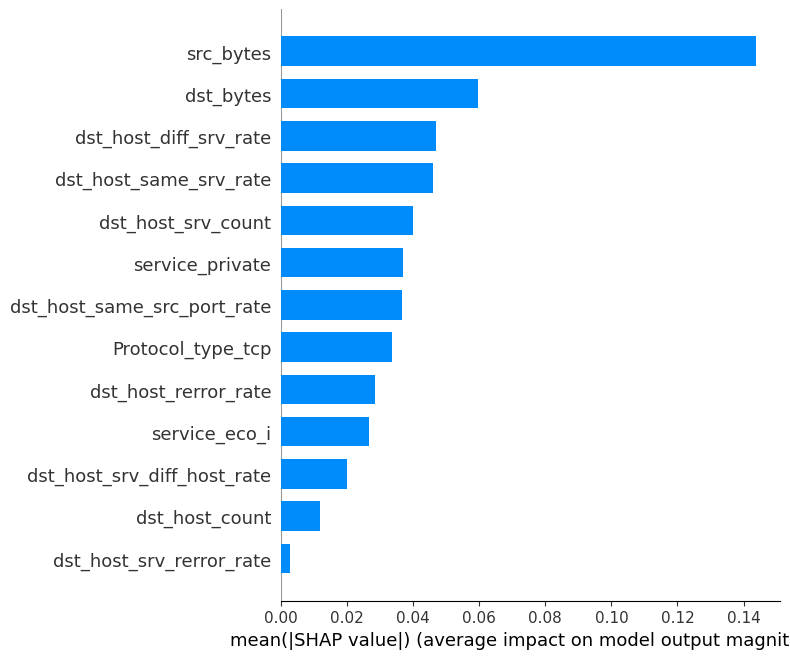 src_bytes
dst_bytes
dst_host_diff_srv_rate
dst_host_same_srv_rate
dst_host_srv_count
service_private
dst_host_same_src_port_rate
Protocol_type_tcp
dst_host_rerror_rate
service_eco_i
dst_host_srv_diff_host_rate
dst_host_count
dst_host_srv_rerror_rate
0.00 0.02 0.04 0.06 0.08 0.10 0.12 0.14
mean(|SHAP value|) (average impact on model output magnit